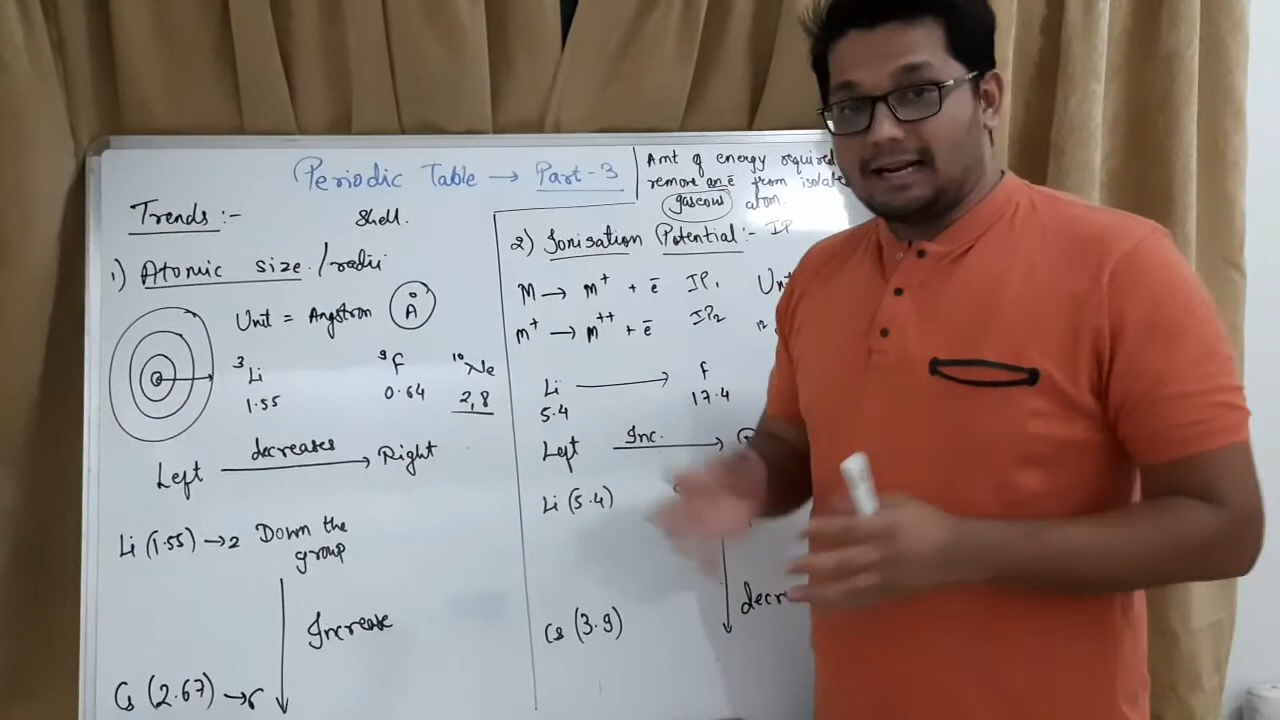 Periodic Table → Part-3
Trends :-
Shell.
1) Atomic size. / radii
Unit = Angstron Å
3Li 9F 10Ne
1.55 0.64 2,8
Left decreases → Right
Li (1.55) → 2 Down the
group
Increase
Cs (2.67) → 6
Amt of energy required
remove an ē from isolate
gaseous atom.
2) Ionisation Potential :- IP
M → M+ + ē IP1
M+ → M++ + ē IP2
Li → F
5.4 17.4
Left Inc. →
Li (5.4)
Cs (3.9)